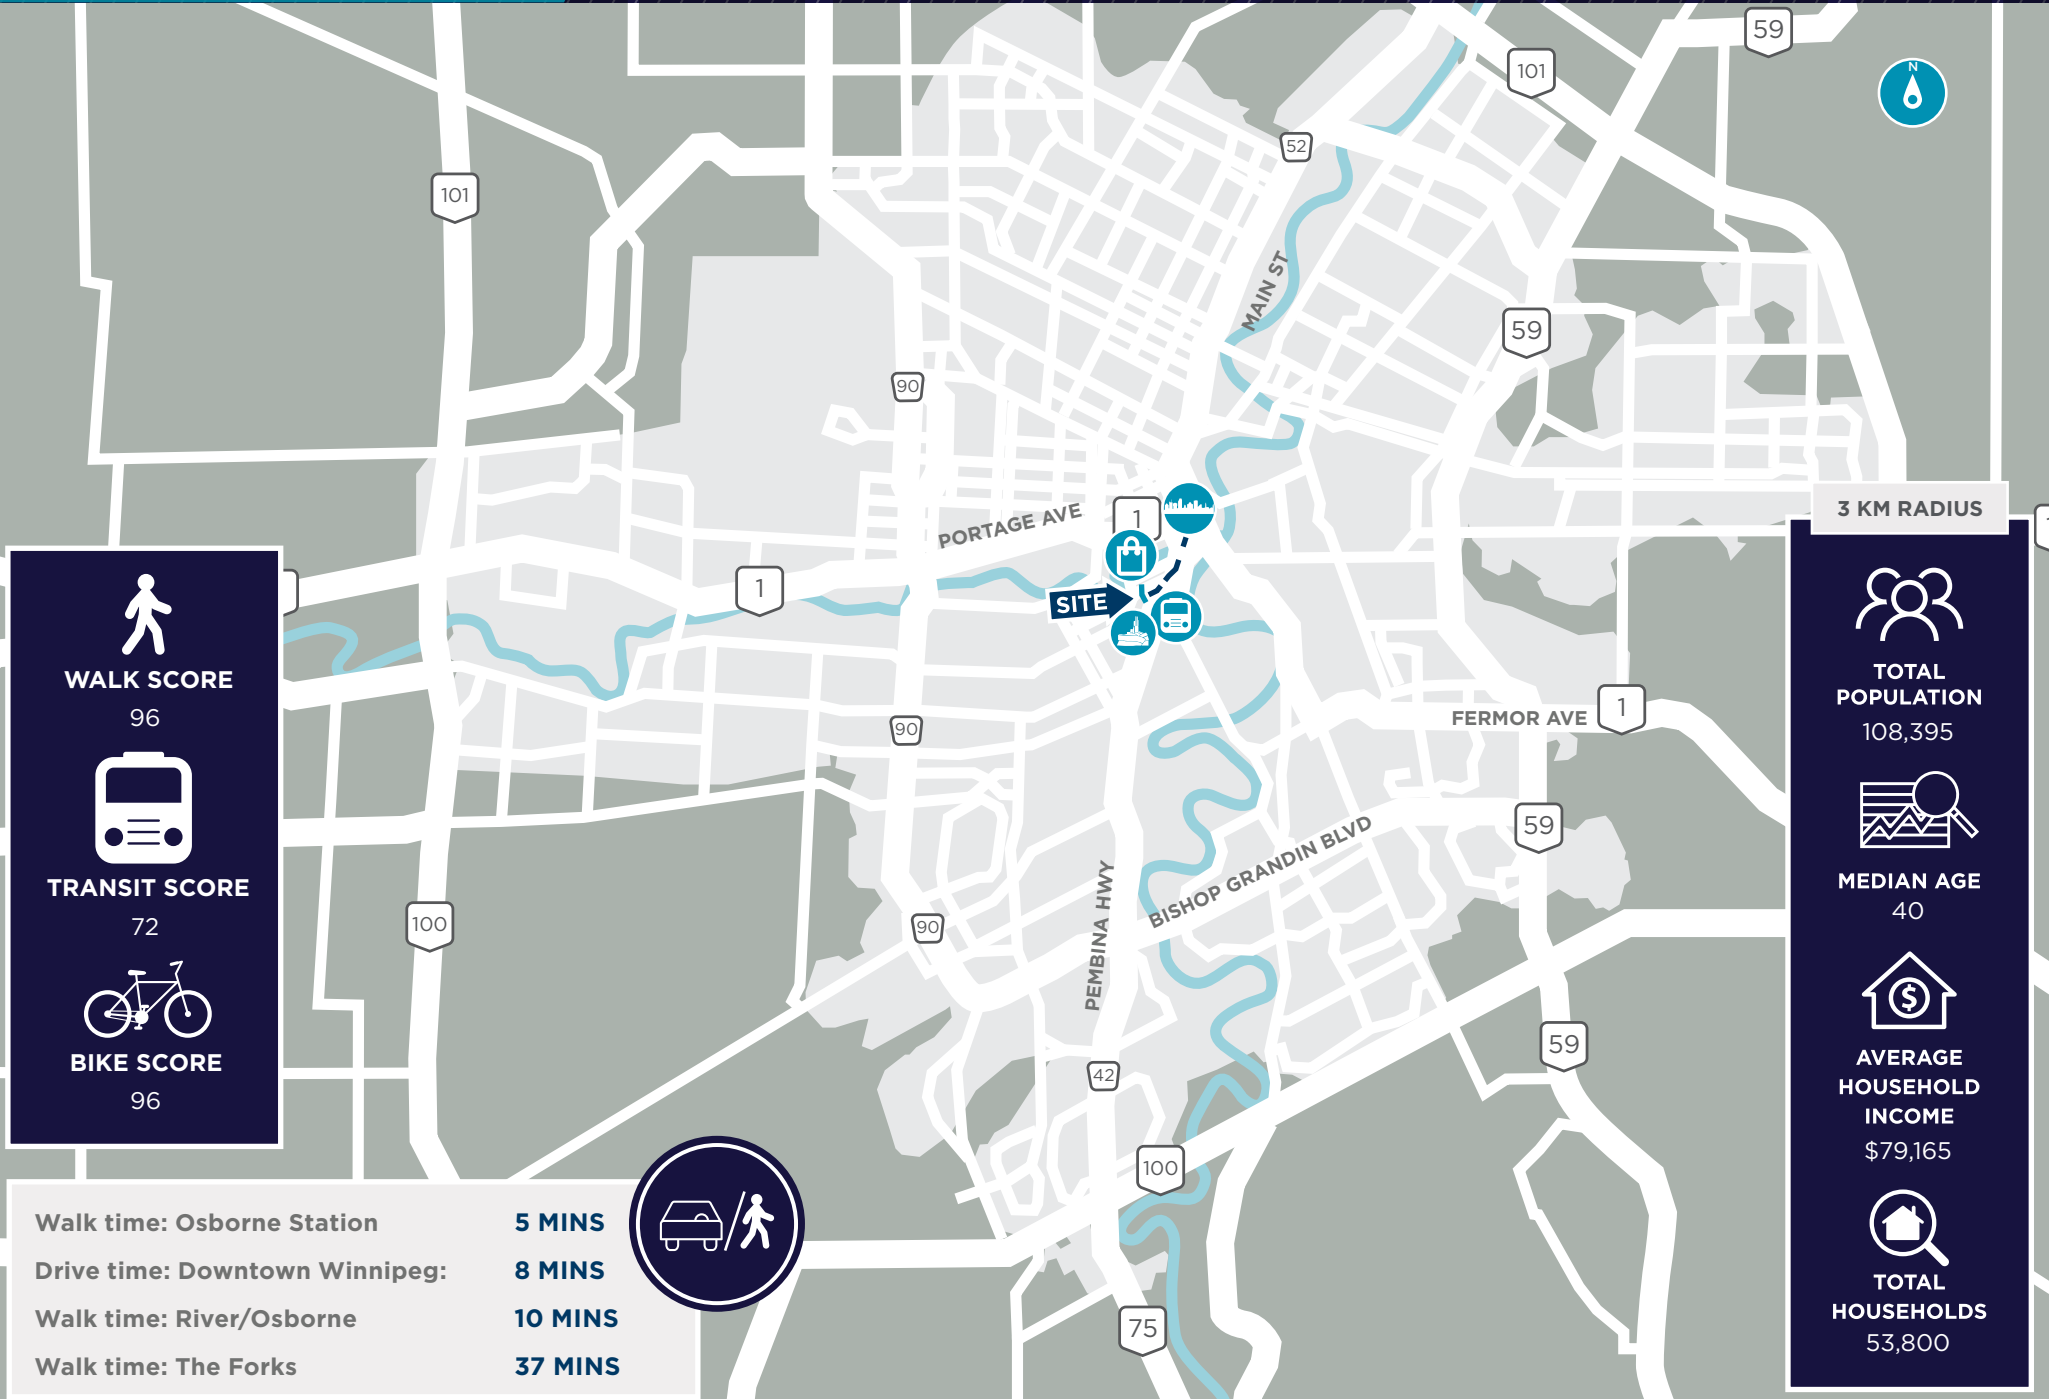 59
101
N
52
101
MAIN ST
59
90
PORTAGE AVE
1
3 KM RADIUS
1
SITE
WALK SCORE
96
TRANSIT SCORE
72
BIKE SCORE
96
TOTAL
POPULATION
108,395
MEDIAN AGE
40
AVERAGE
HOUSEHOLD
INCOME
$79,165
TOTAL
HOUSEHOLDS
53,800
90
FERMOR AVE
1
59
BISHOP GRANDIN BLVD
PEMBINA HWY
100
90
59
42
100
75
Walk time: Osborne Station 5 MINS
Drive time: Downtown Winnipeg: 8 MINS
Walk time: River/Osborne 10 MINS
Walk time: The Forks 37 MINS